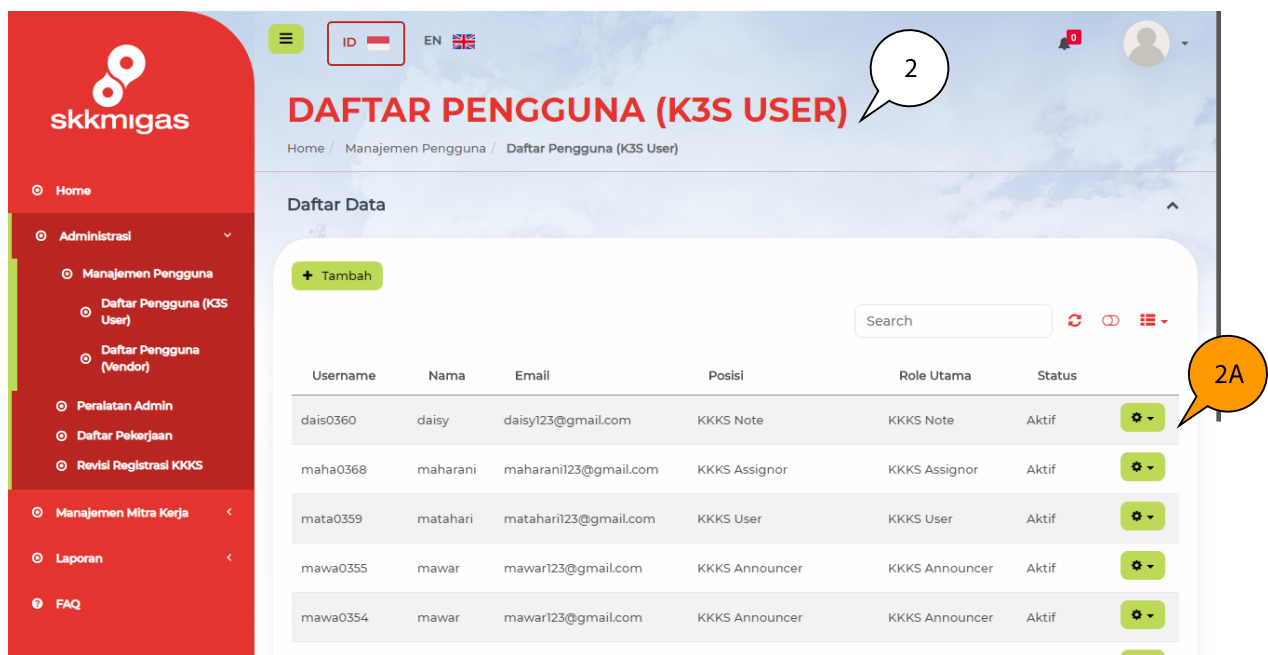 skkmigas
Home
Administrasi
Manajemen Pengguna
Daftar Pengguna (K3S
User)
Daftar Pengguna
(Vendor)
Peralatan Admin
Daftar Pekerjaan
Revisi Registrasi KKKS
Manajemen Mitra Kerja
Laporan
FAQ
ID
EN
0
2
DAFTAR PENGGUNA (K3S USER)
Home / Manajemen Pengguna / Daftar Pengguna (K3S User)
Daftar Data
+ Tambah
Search
2A
Username Nama Email Posisi Role Utama Status
dais0360 daisy daisy123@gmail.com KKKS Note KKKS Note Aktif
maha0368 maharani maharani123@gmail.com KKKS Assignor KKKS Assignor Aktif
mata0359 matahari matahari123@gmail.com KKKS User KKKS User Aktif
mawa0355 mawar mawar123@gmail.com KKKS Announcer KKKS Announcer Aktif
mawa0354 mawar mawar123@gmail.com KKKS Announcer KKKS Announcer Aktif